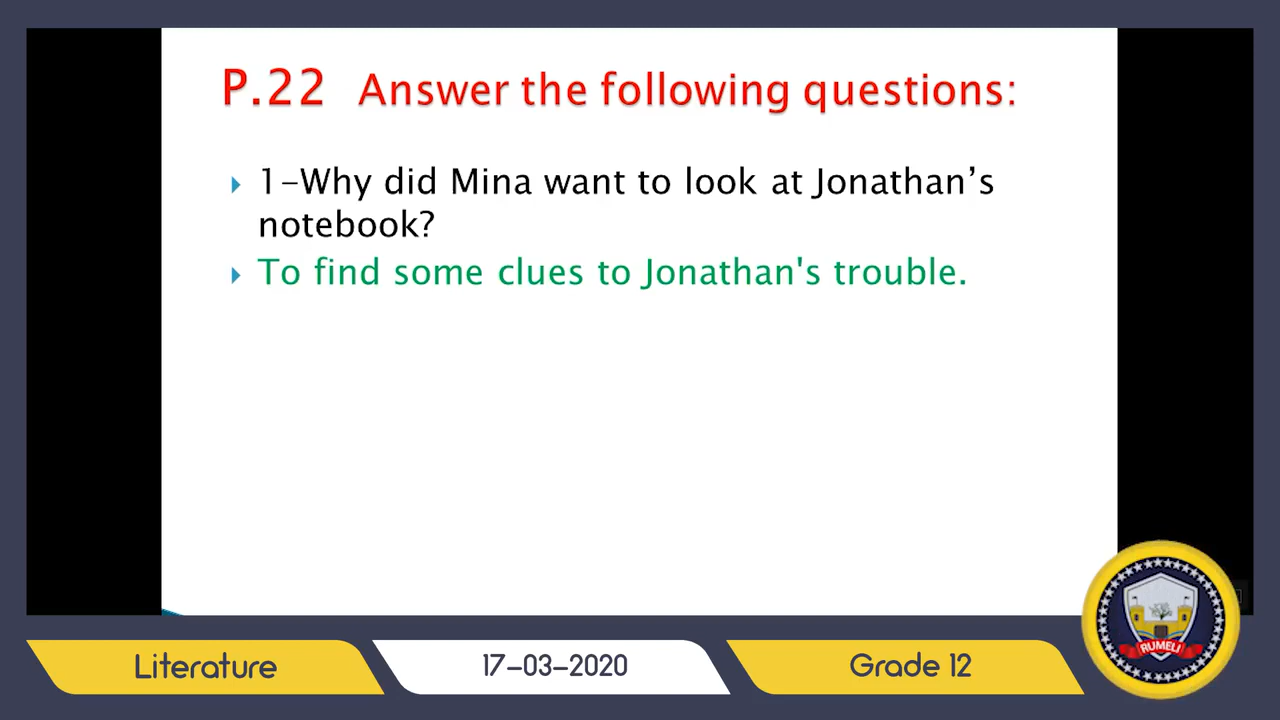 P.22 Answer the following questions:
1-Why did Mina want to look at Jonathan’s
notebook?
To find some clues to Jonathan's trouble.
RUMELI
Literature
17-03-2020
Grade 12